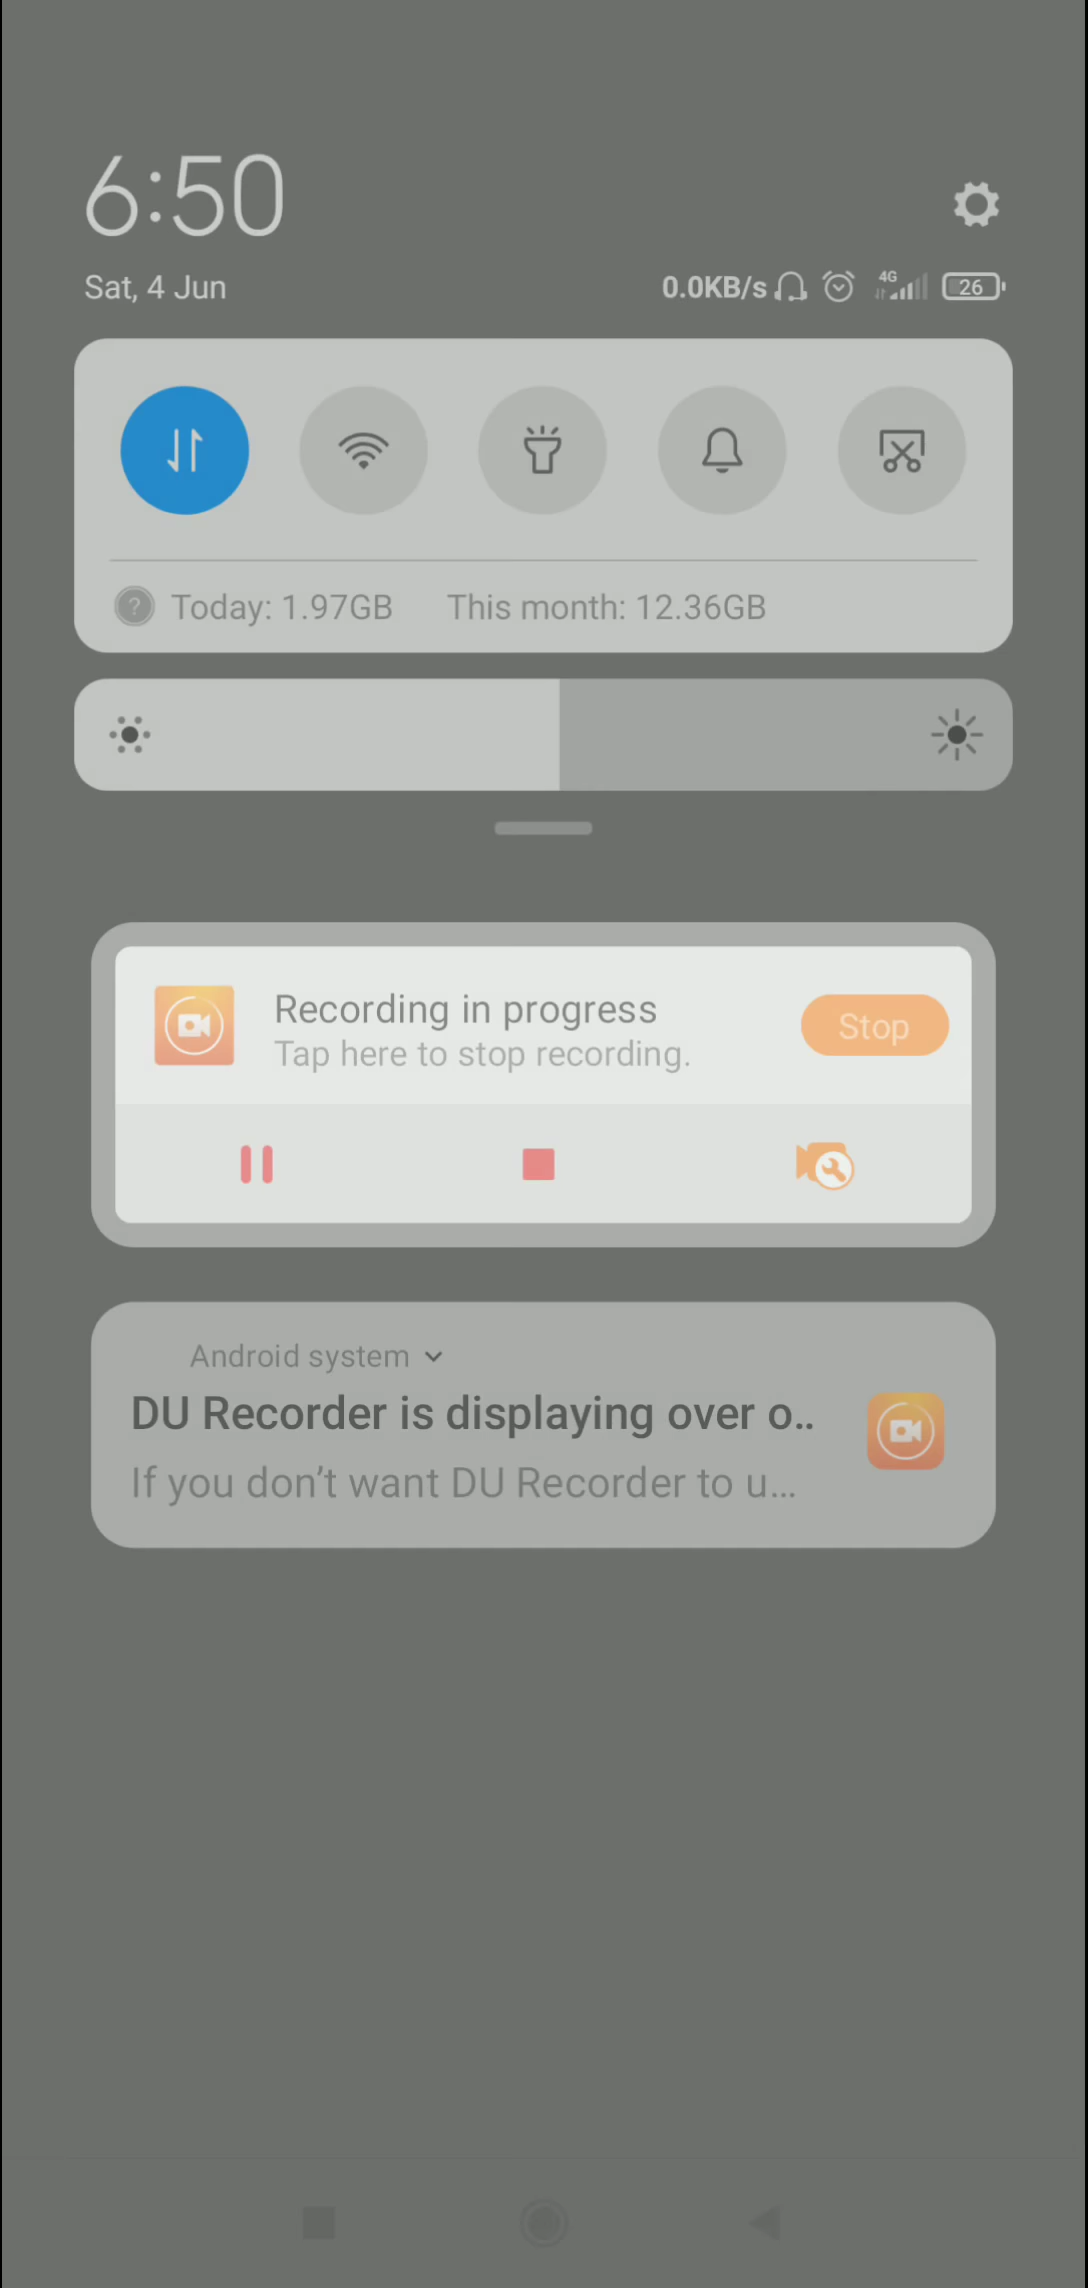 6:50
Sat, 4 Jun
0.0KB/s 4G 26
? Today: 1.97GB This month: 12.36GB
Recording in progress
Tap here to stop recording.
Stop
Android system
DU Recorder is displaying over o..
If you don’t want DU Recorder to u...